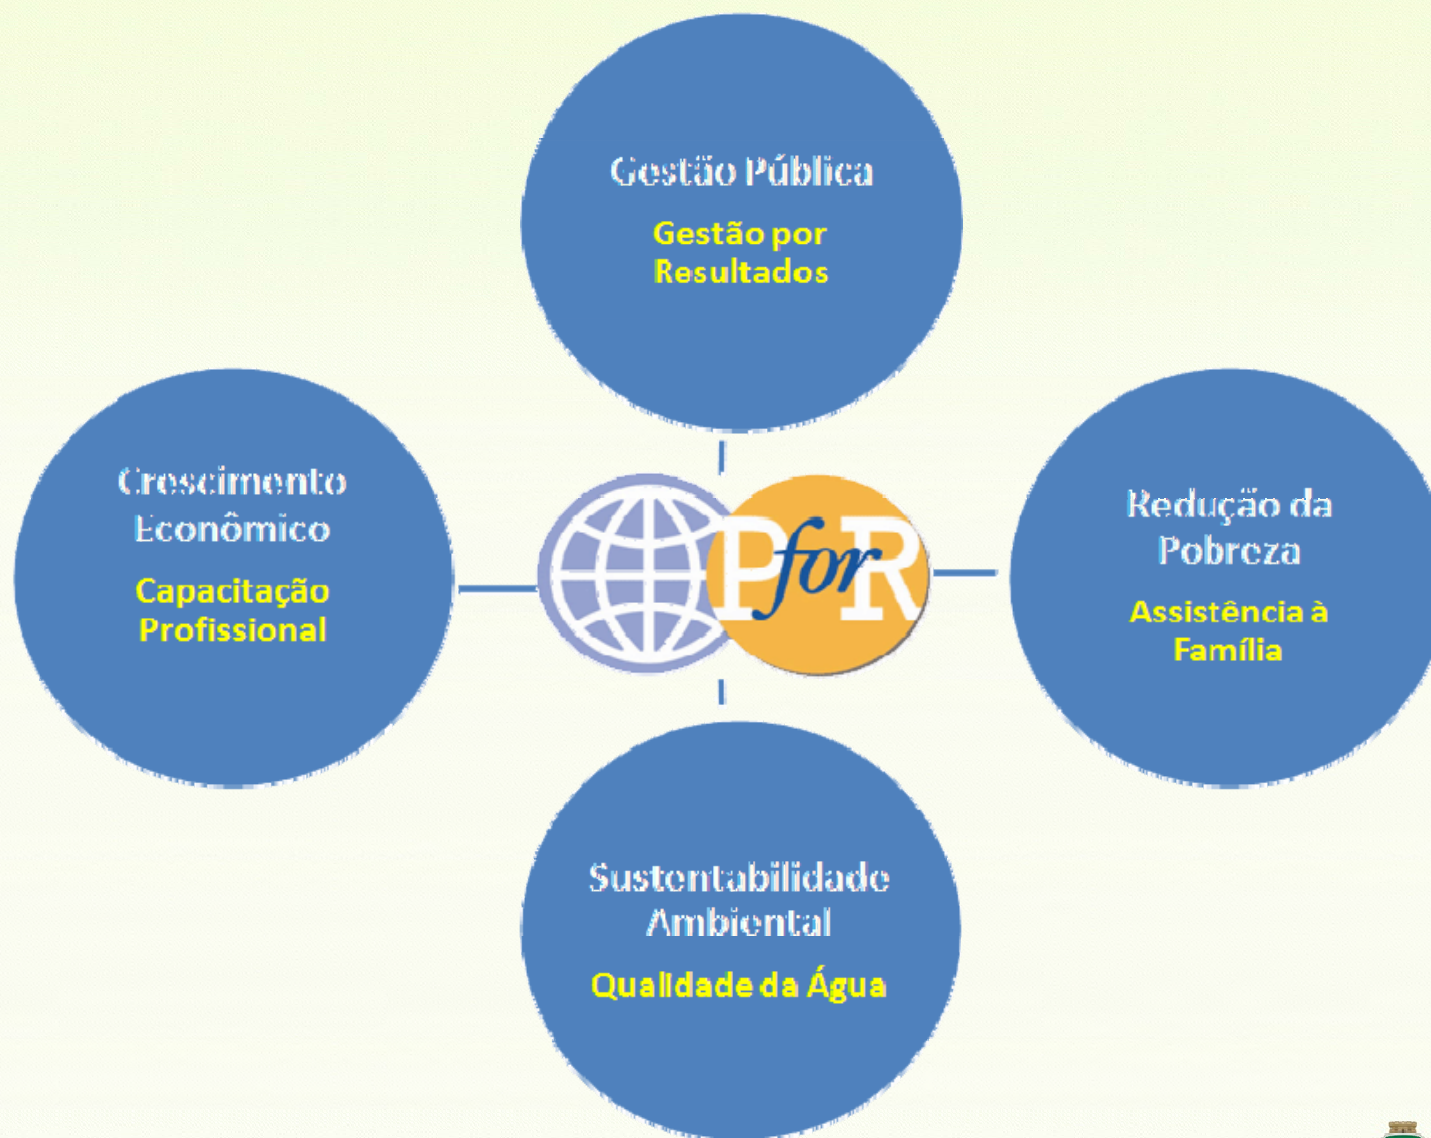 Gestão Pública
Gestão por
Resultados
Crescimento
Econômico
Capacitação
Profissional
PforR
Redução da
Pobreza
Assistência à
Família
Sustentabilidade
Ambiental
Qualidade da Água